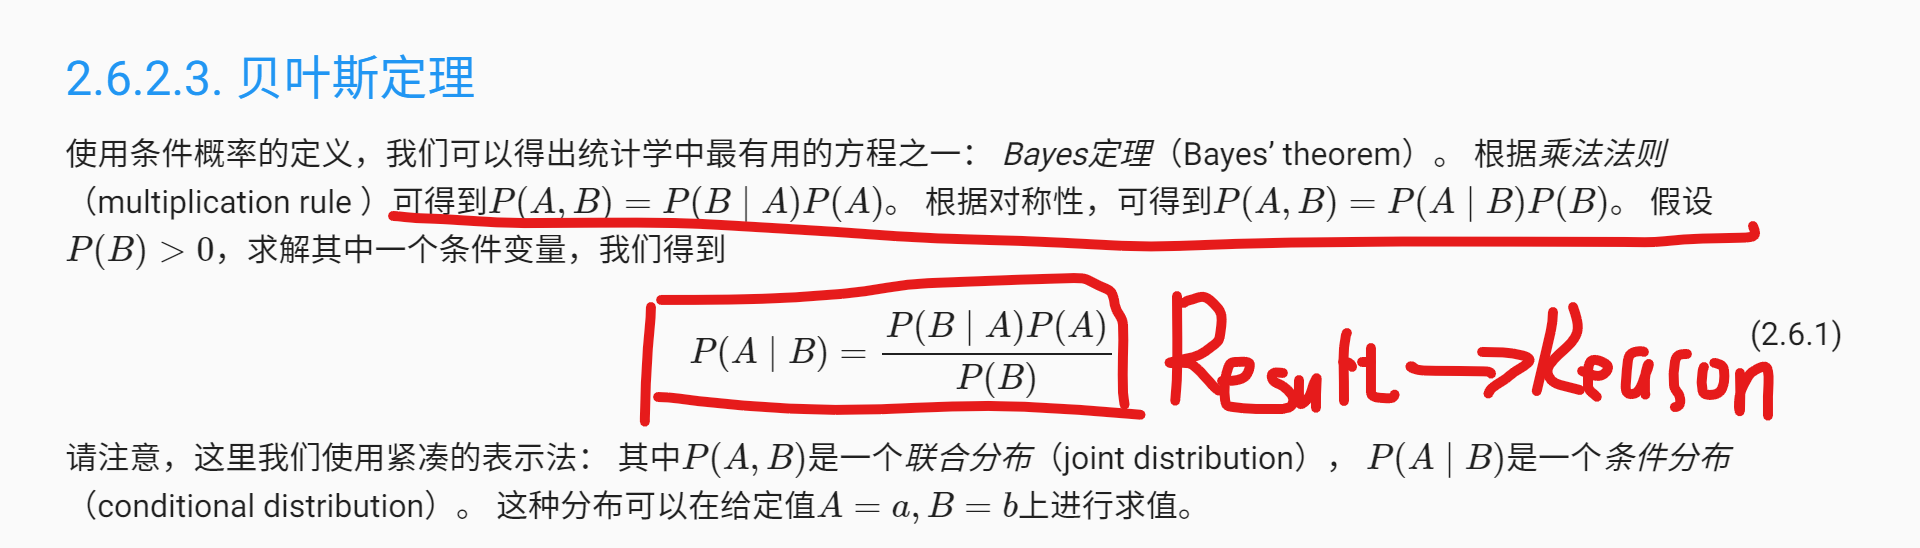 2.6.2.3. 贝叶斯定理
使用条件概率的定义，我们可以得出统计学中最有用的方程之一： Bayes定理（Bayes’ theorem）。 根据乘法法则
（multiplication rule ）可得到P(A, B) = P(B | A)P(A)。 根据对称性，可得到P(A, B) = P(A | B)P(B)。 假设
P(B) > 0，求解其中一个条件变量，我们得到
P(A | B) = P(B | A)P(A) / P(B) (2.6.1)
Result → Reason
请注意，这里我们使用紧凑的表示法： 其中P(A, B)是一个联合分布（joint distribution）， P(A | B)是一个条件分布
（conditional distribution）。 这种分布可以在给定值A = a, B = b上进行求值。